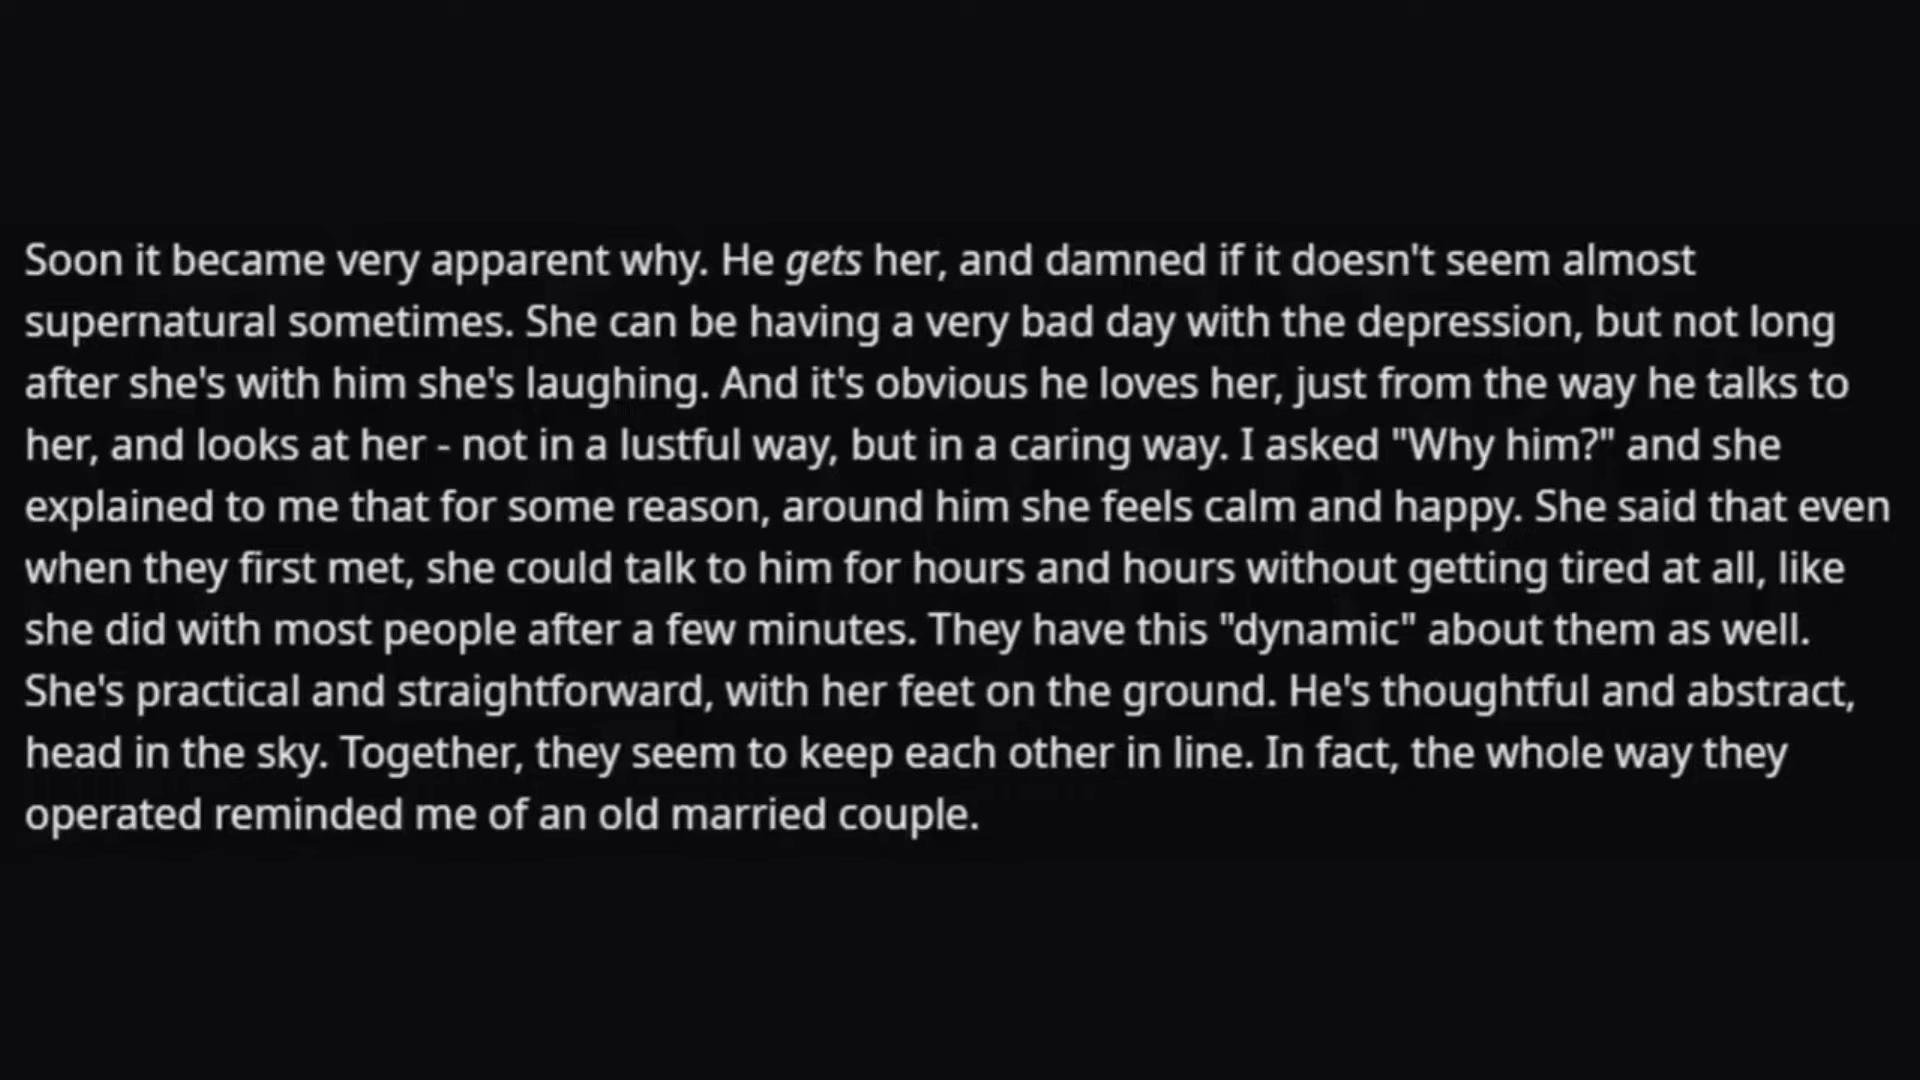 Soon it became very apparent why. He gets her, and damned if it doesn't seem almost
supernatural sometimes. She can be having a very bad day with the depression, but not long
after she's with him she's laughing. And it's obvious he loves her, just from the way he talks to
her, and looks at her - not in a lustful way, but in a caring way. I asked "Why him?" and she
explained to me that for some reason, around him she feels calm and happy. She said that even
when they first met, she could talk to him for hours and hours without getting tired at all, like
she did with most people after a few minutes. They have this "dynamic" about them as well.
She's practical and straightforward, with her feet on the ground. He's thoughtful and abstract,
head in the sky. Together, they seem to keep each other in line. In fact, the whole way they
operated reminded me of an old married couple.